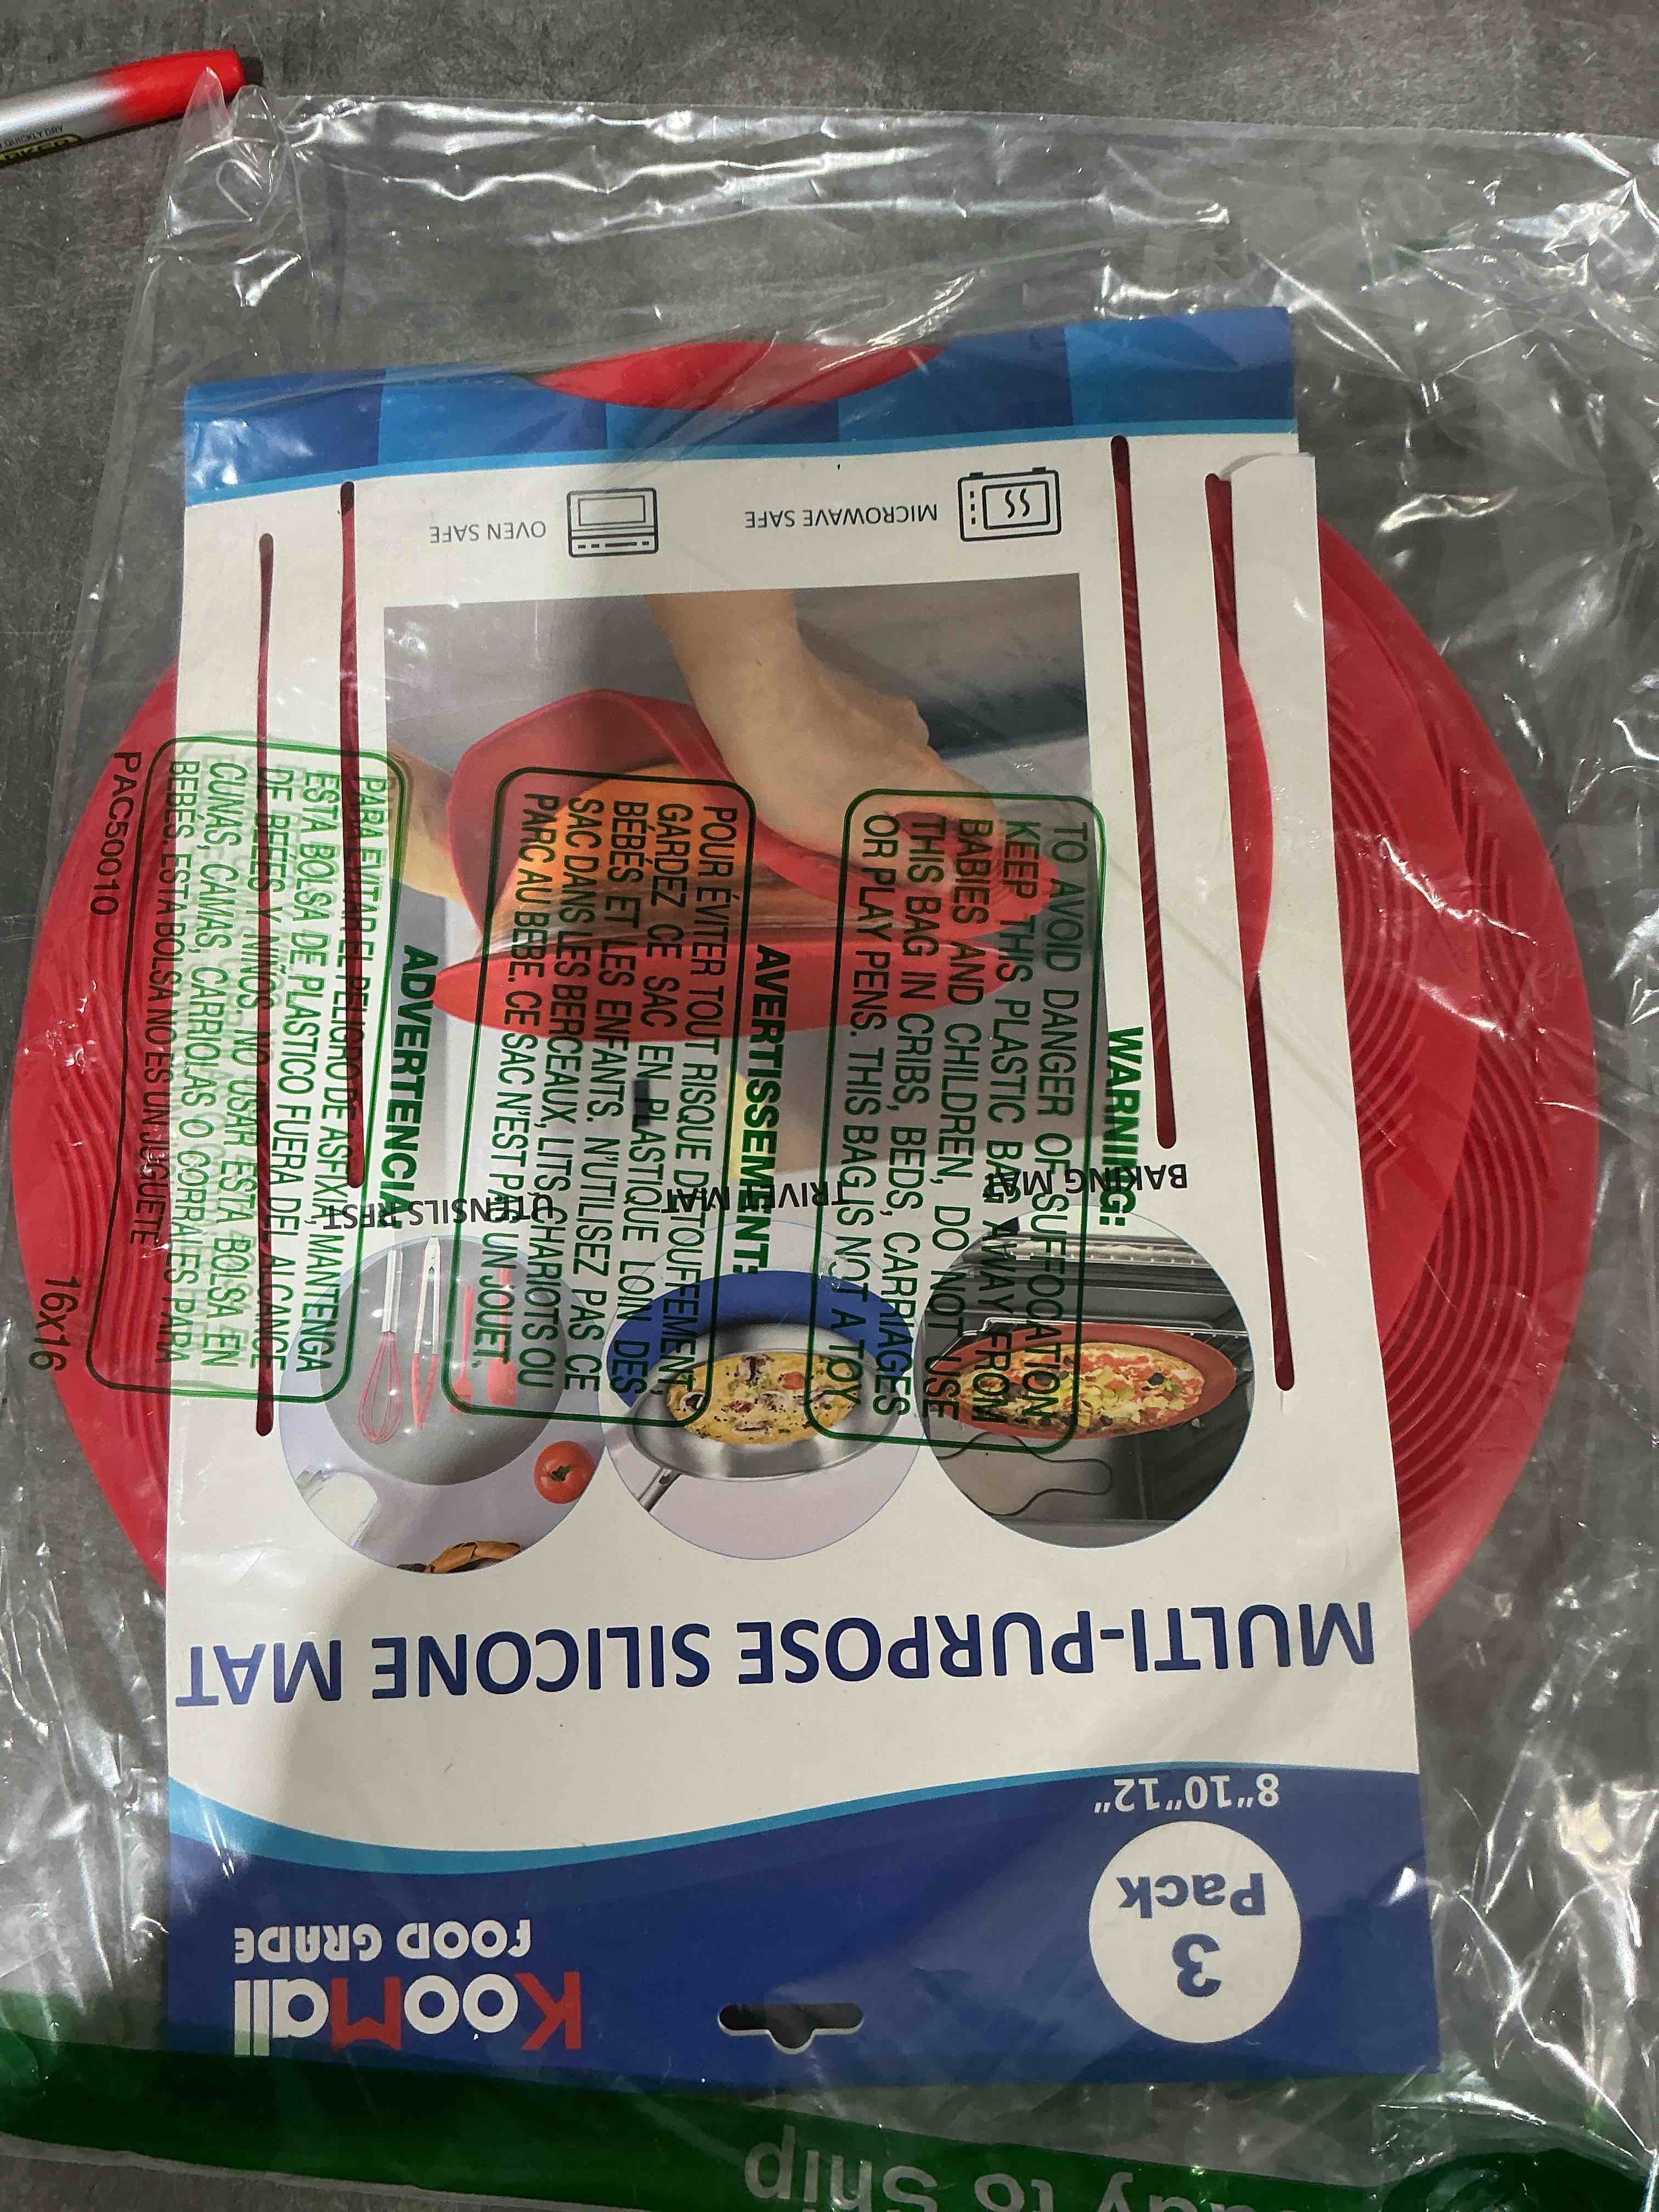 KooMall
FOOD GRADE
3
Pack
8"10"12"
MULTI-PURPOSE SILICONE MAT
BAKING MAT
TRIVET MAT
UTENSILS REST
MICROWAVE SAFE
OVEN SAFE
WARNING:
TO AVOID DANGER OF SUFFOCATION,
KEEP THIS PLASTIC BAG AWAY FROM
BABIES AND CHILDREN, DO NOT USE
THIS BAG IN CRIBS, BEDS, CARRIAGES
OR PLAY PENS. THIS BAG IS NOT A TOY.
AVERTISSEMENT:
POUR ÉVITER TOUT RISQUE D'ÉTOUFFEMENT,
GARDEZ CE SAC EN PLASTIQUE LOIN DES
BÉBÉS ET LES ENFANTS. N'UTILISEZ PAS CE
SAC DANS LES BERCEAUX, LITS, CHARIOTS OU
PARC AU BEBE. CE SAC N'EST PAS UN JOUET.
ADVERTENCIA:
PARA EVITAR EL PELIGRO DE ASFIXIA, MANTENGA
ESTA BOLSA DE PLASTICO FUERA DEL ALCANCE
DE BEBES Y NIÑOS. NO USAR ESTA BOLSA EN
CUNAS, CAMAS, CARRIOLAS O CORRALES PARA
BEBÉS. ESTA BOLSA NO ES UN JUGUETE
PAC50010
16x16
to Ship
QUICKLY DRY